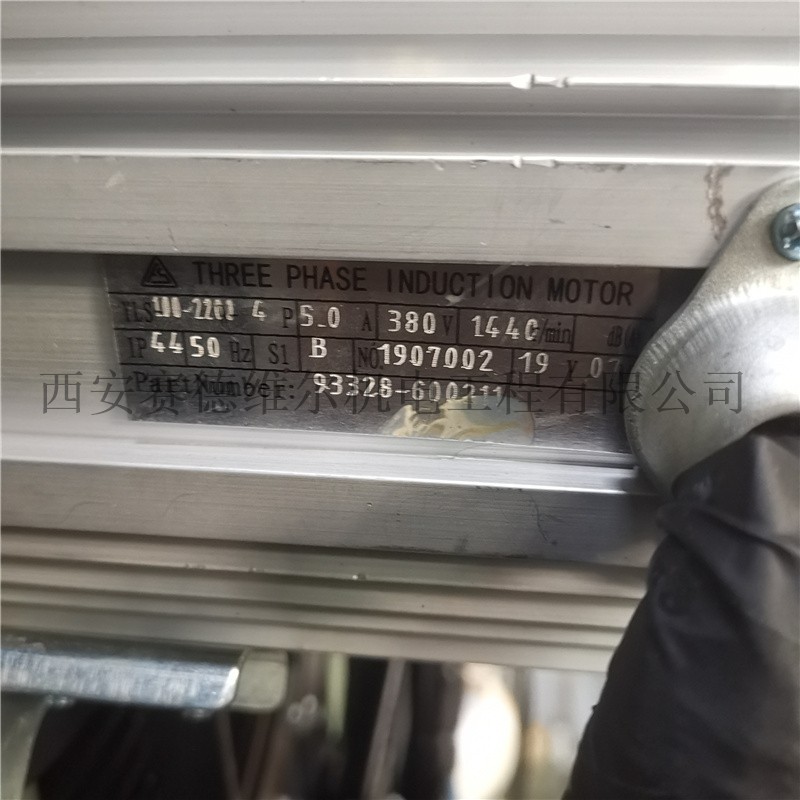 THREE PHASE INDUCTION MOTOR
4 P 5.0 A 380 V 1440 r/min dB
IP 44 50 Hz S1 B NO. 1907002 19 y 07
Part Number: 93328-600211
西安赛德维尔机电工程有限公司